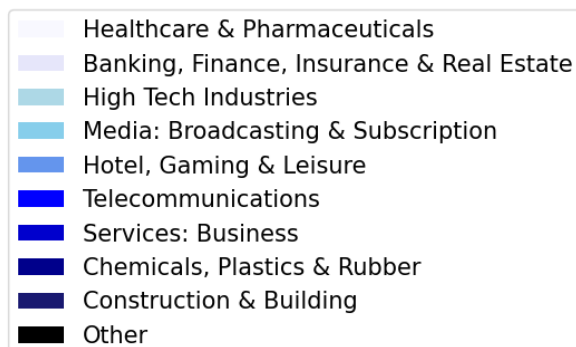 Healthcare & Pharmaceuticals
Banking, Finance, Insurance & Real Estate
High Tech Industries
Media: Broadcasting & Subscription
Hotel, Gaming & Leisure
Telecommunications
Services: Business
Chemicals, Plastics & Rubber
Construction & Building
Other